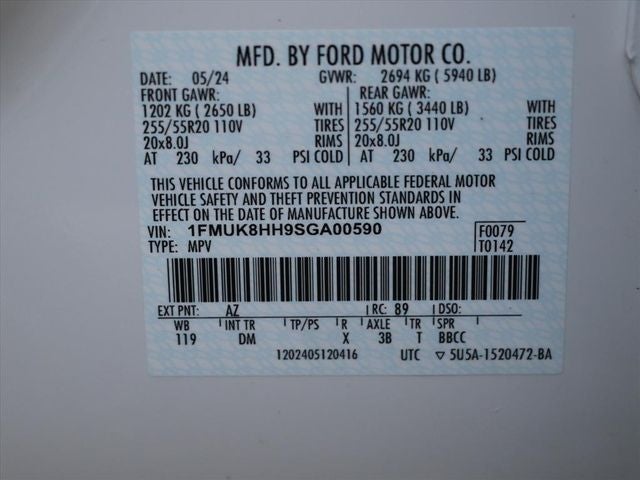 MFD. BY FORD MOTOR CO.
DATE: 05/24 GVWR: 2694 KG ( 5940 LB)
FRONT GAWR: REAR GAWR:
1202 KG ( 2650 LB) WITH 1560 KG ( 3440 LB) WITH
255/55R20 110V TIRES 255/55R20 110V TIRES
20x8.0J RIMS 20x8.0J RIMS
AT 230 kPa/ 33 PSI COLD AT 230 kPa/ 33 PSI COLD
THIS VEHICLE CONFORMS TO ALL APPLICABLE FEDERAL MOTOR
VEHICLE SAFETY AND THEFT PREVENTION STANDARDS IN
EFFECT ON THE DATE OF MANUFACTURE SHOWN ABOVE.
VIN: 1FMUK8HH9SGA00590 F0079
TYPE: MPV T0142
EXT PNT: AZ RC: 89 DSO:
WB INT TR TP/PS R AXLE TR SPR
119 DM X 3B T BBCC
1202405120416 UTC ▽ 5U5A-1520472-BA